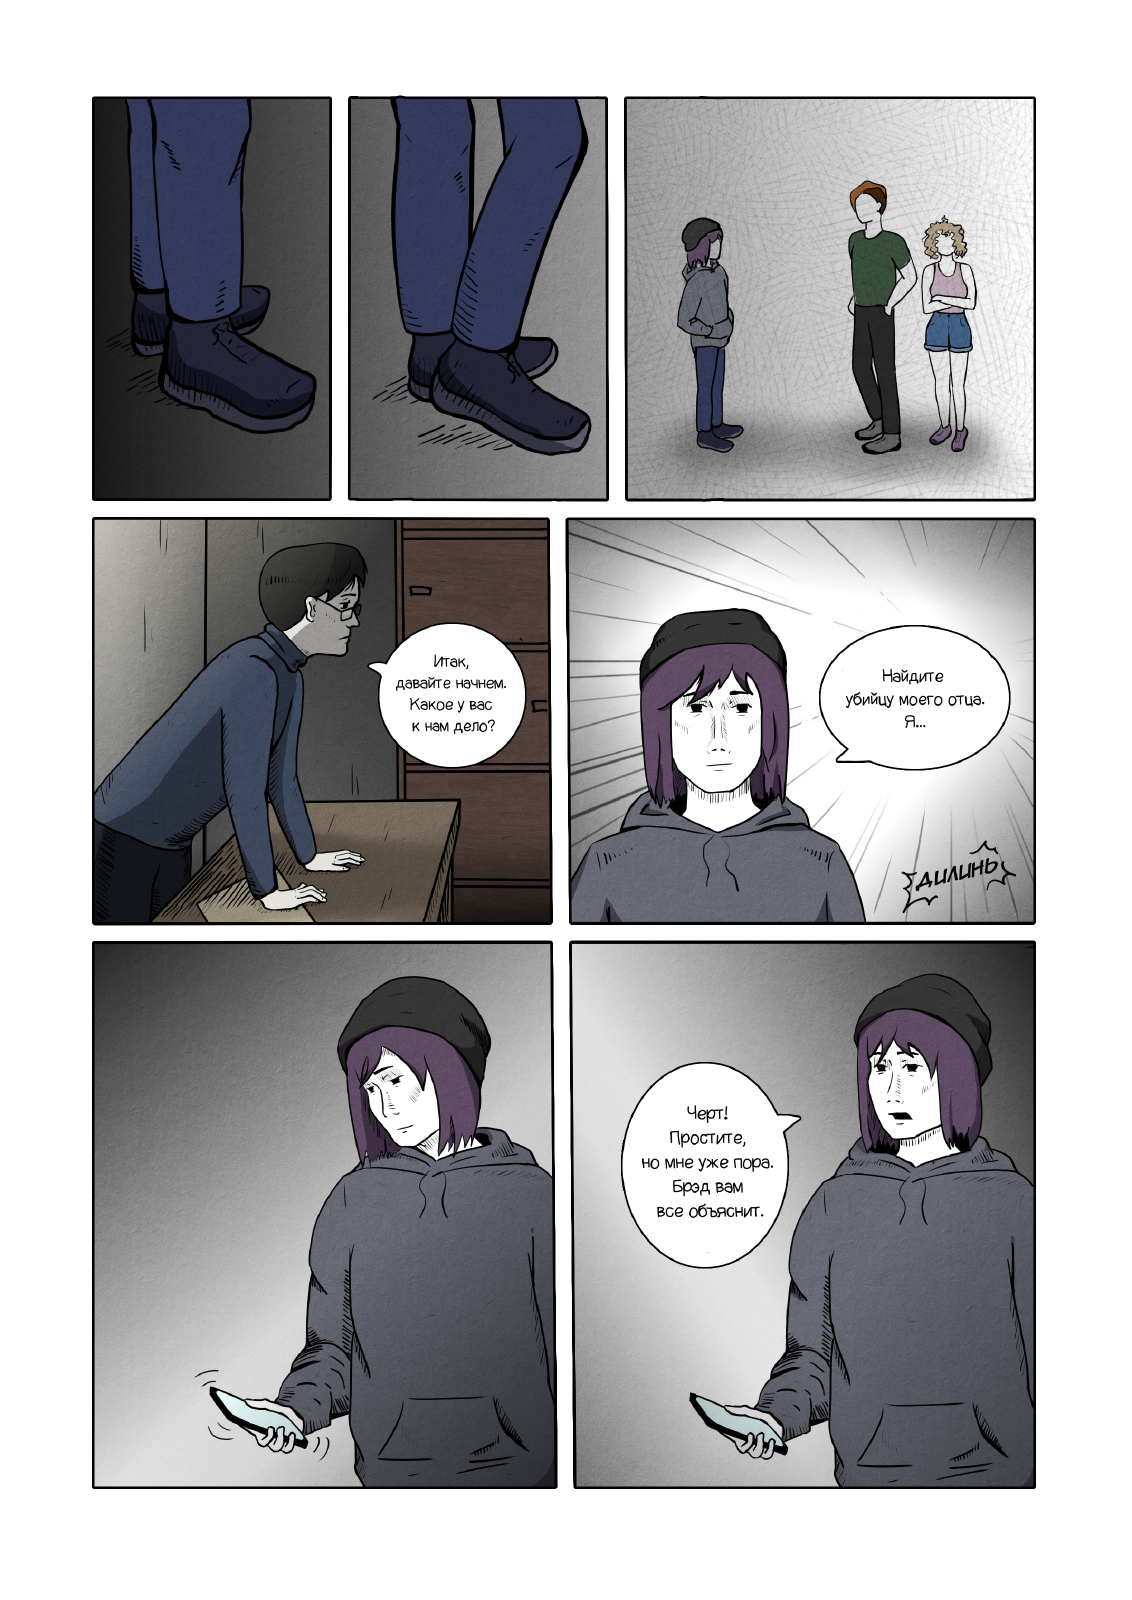 Итак,
давайте начнем.
Какое у вас
к нам дело?
Найдите
убийцу моего отца.
Я...
ДИЛИНЬ
Черт!
Простите,
но мне уже пора.
Брэд вам
все объяснит.